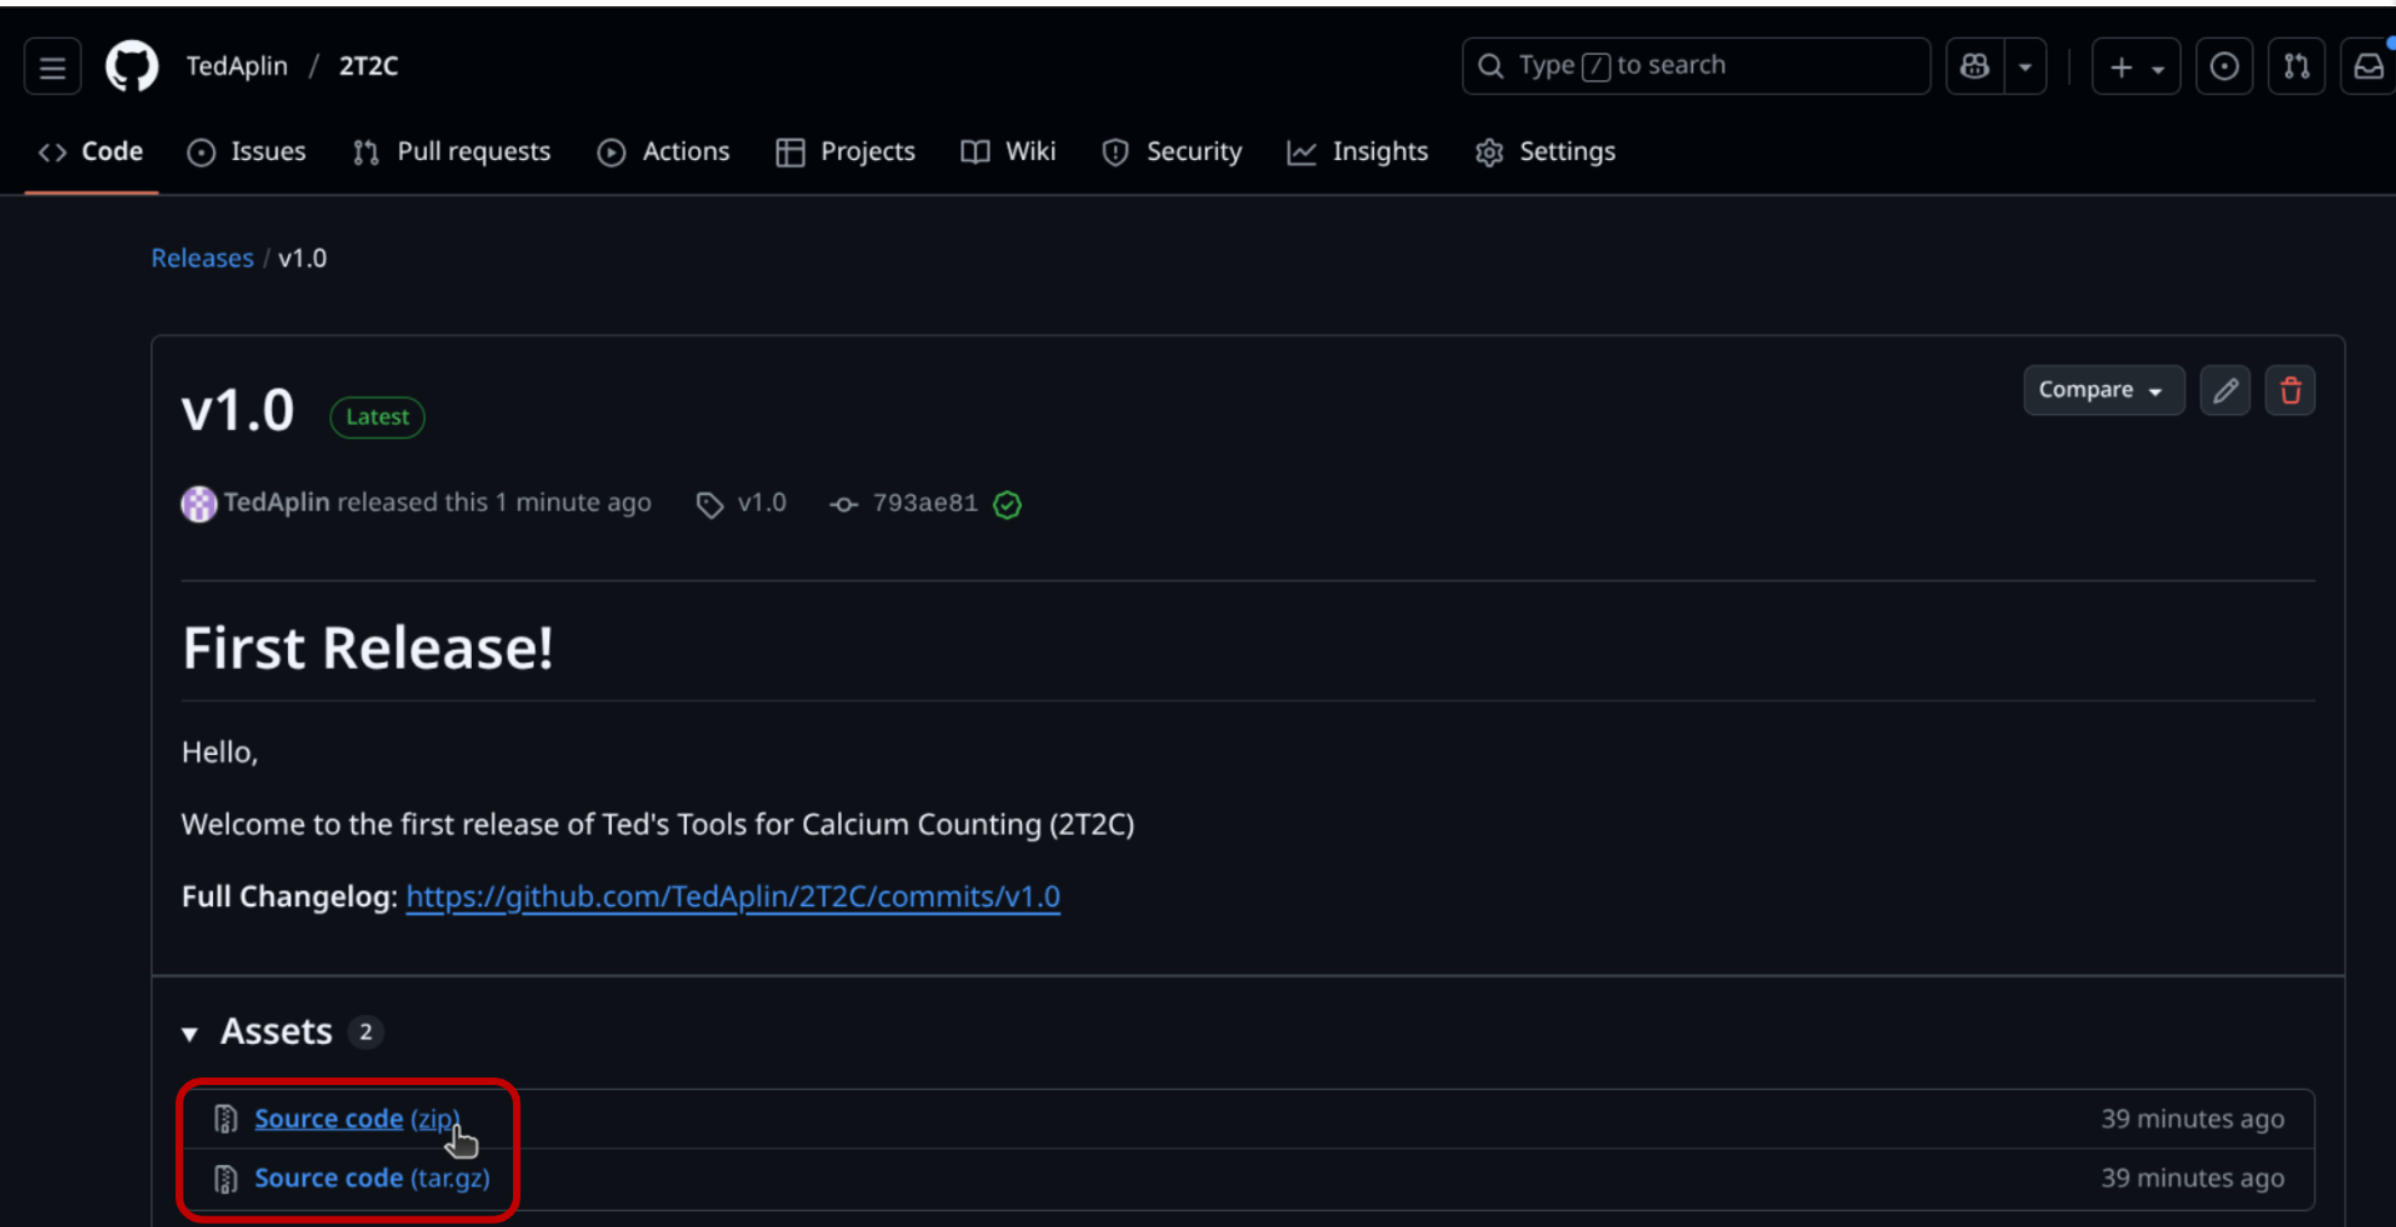 TedAplin / 2T2C
Type / to search
Code Issues Pull requests Actions Projects Wiki Security Insights Settings
Releases / v1.0
v1.0 Latest
Compare
TedAplin released this 1 minute ago v1.0 793ae81
First Release!
Hello,
Welcome to the first release of Ted's Tools for Calcium Counting (2T2C)
Full Changelog: https://github.com/TedAplin/2T2C/commits/v1.0
Assets 2
Source code (zip) 39 minutes ago
Source code (tar.gz) 39 minutes ago